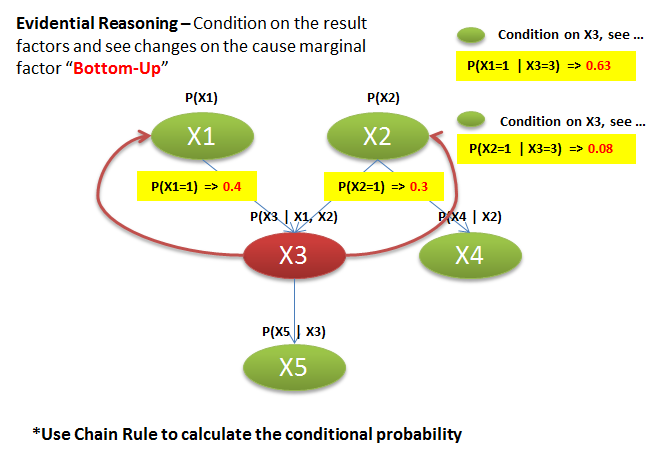 Evidential Reasoning – Condition on the result
factors and see changes on the cause marginal
factor “Bottom-Up”
Condition on X3, see ...
P(X1=1 | X3=3) => 0.63
Condition on X3, see ...
P(X2=1 | X3=3) => 0.08
P(X1)
P(X2)
X1
X2
P(X1=1) => 0.4
P(X2=1) => 0.3
P(X3 | X1, X2)
P(X4 | X2)
X3
X4
P(X5 | X3)
X5
*Use Chain Rule to calculate the conditional probability